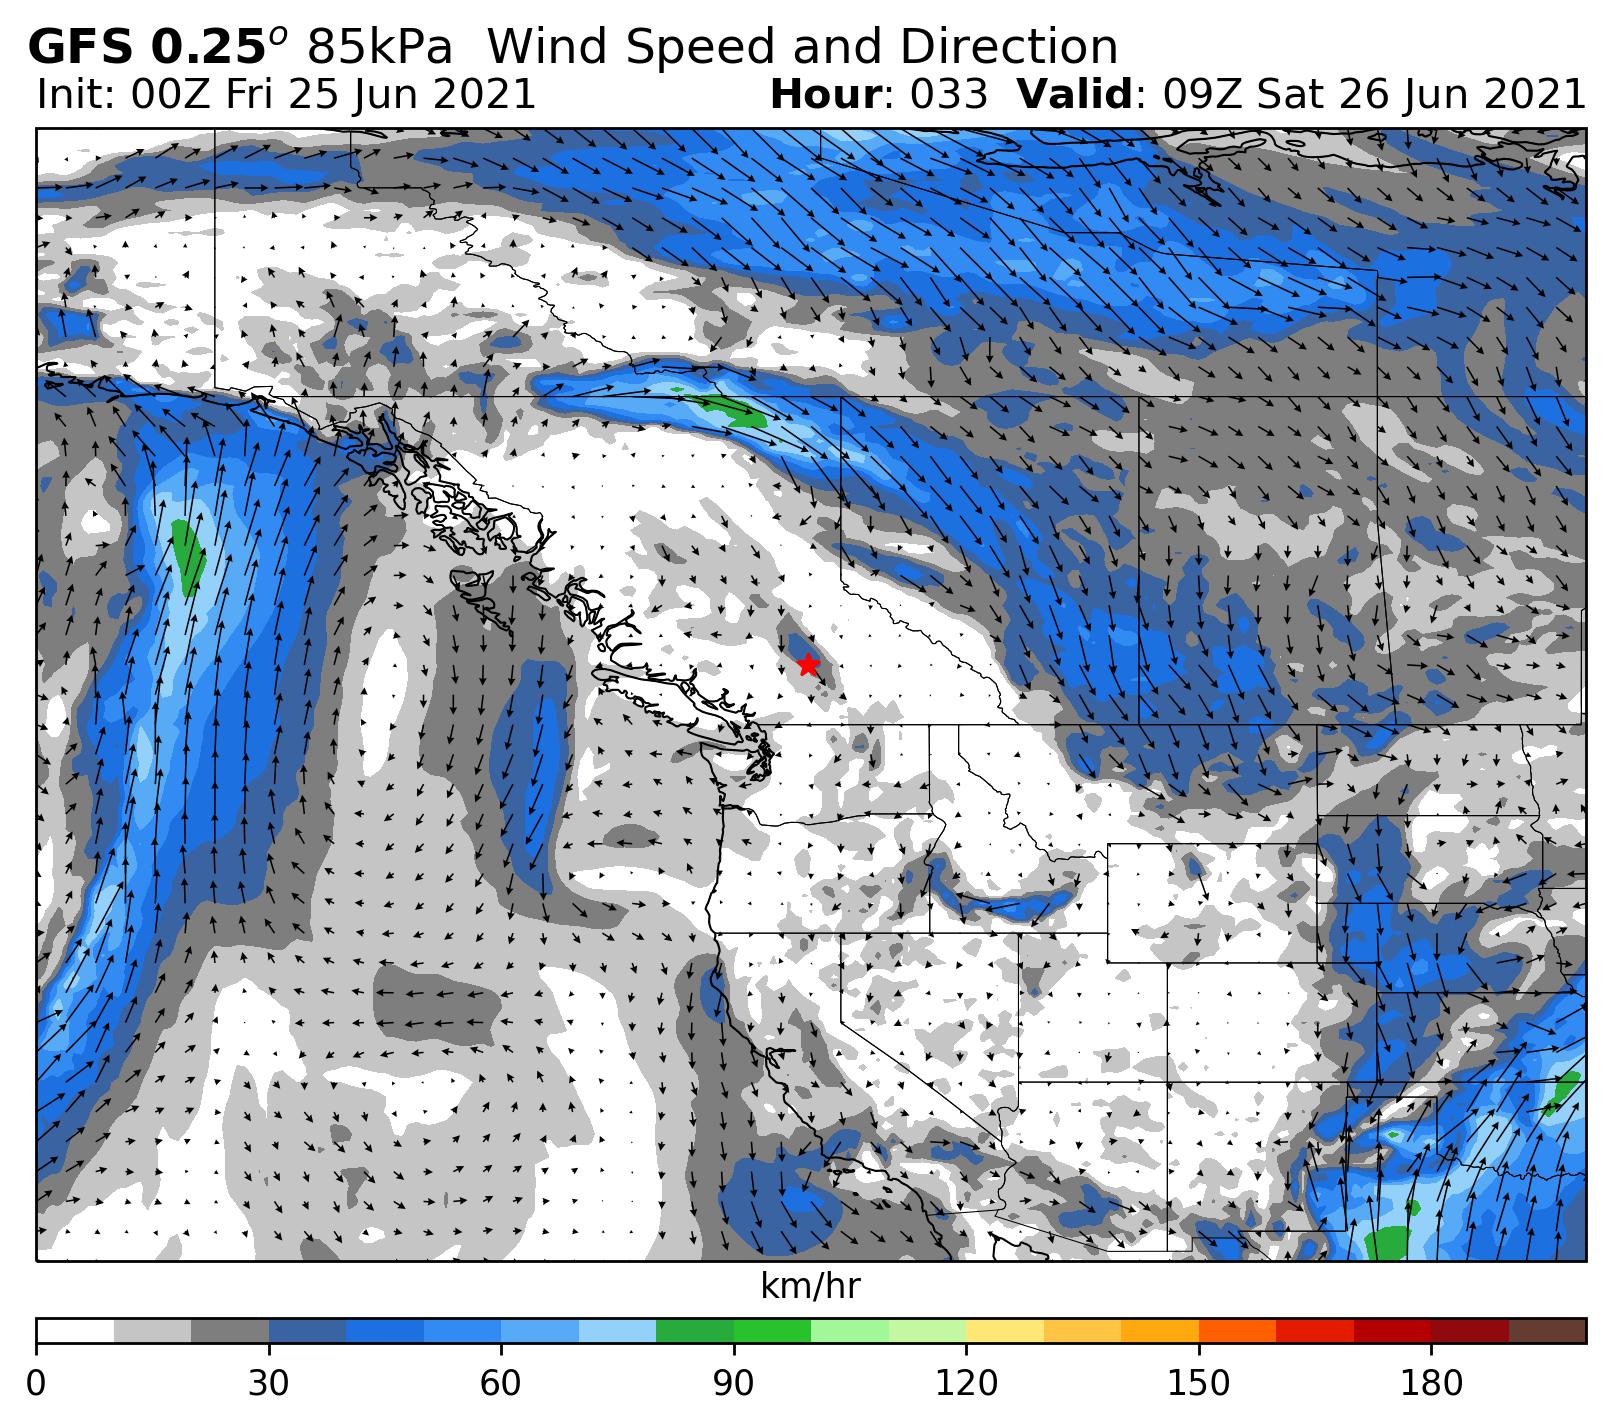 GFS 0.25° 85kPa Wind Speed and Direction
Init: 00Z Fri 25 Jun 2021 Hour: 033 Valid: 09Z Sat 26 Jun 2021
km/hr
0 30 60 90 120 150 180